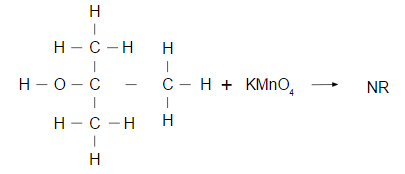 H
H – C – H H
H – O – C – C – H + KMnO₄ → NR
H – C – H H
H